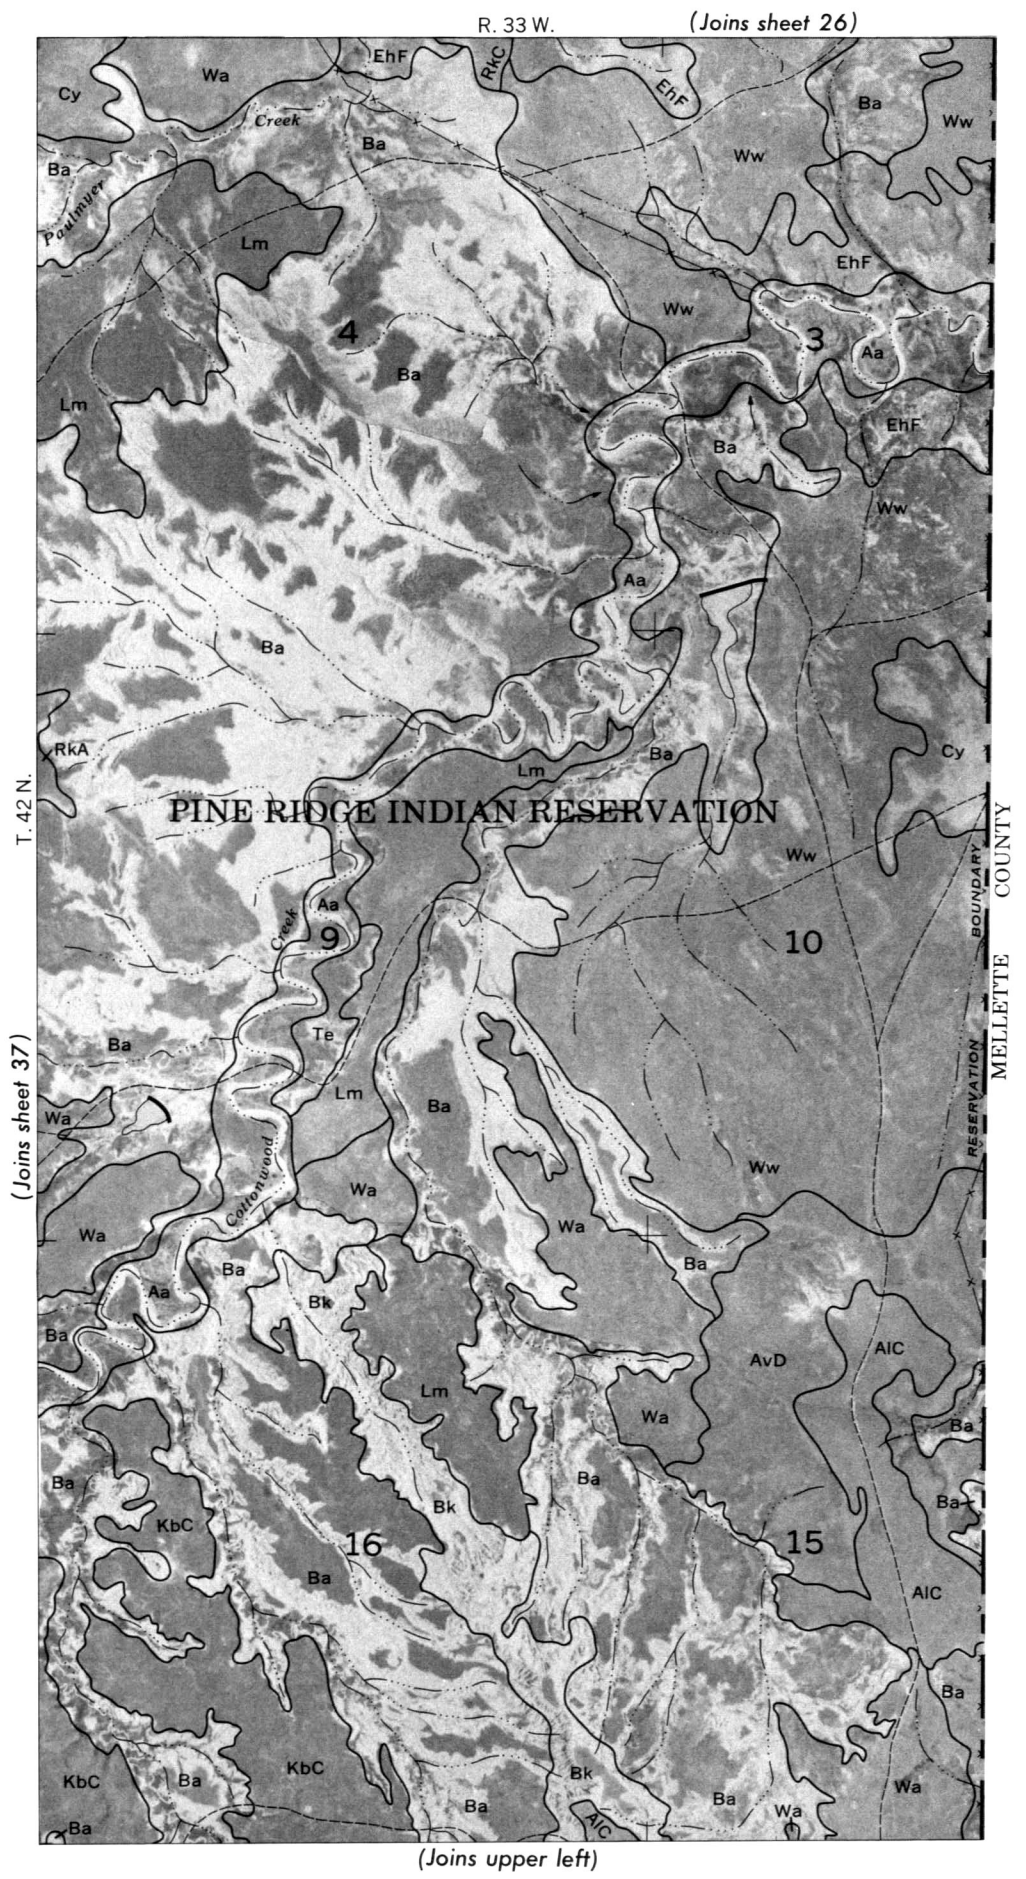 R. 33 W.
(Joins sheet 26)
EhF
RkC
Wa
Cy
EhF
Ba
Creek
Ww
Ba
Ww
Ba
Paulmyer
Lm
EhF
Ww
4
3
Aa
Ba
Lm
EhF
Ba
Ww
Aa
Ba
RkA
Ba
Cy
Lm
T. 42 N.
PINE RIDGE INDIAN RESERVATION
COUNTY
Ww
BOUNDARY
Aa
Creek
9
10
Te
Ba
MELLETTE
RESERVATION
(Joins sheet 37)
Lm
Ba
Wa
Cottonwood
Ww
Wa
Wa
Wa
Ba
Ba
Aa
Bk
Ba
AlC
AvD
Lm
Wa
Ba
Ba
Ba
Bk
Ba
KbC
16
15
Ba
AlC
Ba
KbC
KbC
Ba
Bk
Wa
Ba
Ba
Wa
AlC
Ba
(Joins upper left)